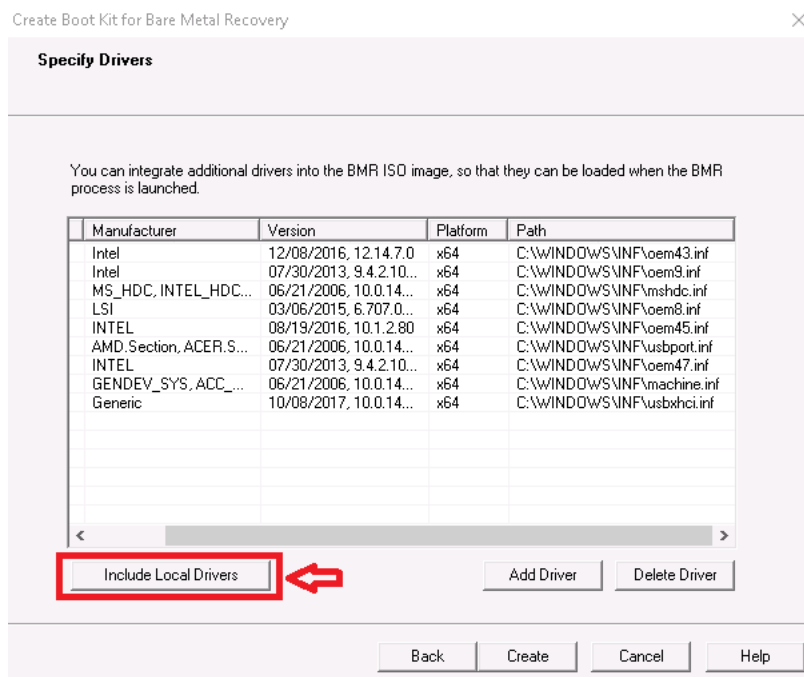 Create Boot Kit for Bare Metal Recovery
Specify Drivers
You can integrate additional drivers into the BMR ISO image, so that they can be loaded when the BMR
process is launched.
Manufacturer Version Platform Path
Intel 12/08/2016, 12.14.7.0 x64 C:\WINDOWS\INF\oem43.inf
Intel 07/30/2013, 9.4.2.10... x64 C:\WINDOWS\INF\oem9.inf
MS_HDC, INTEL_HDC... 06/21/2006, 10.0.14... x64 C:\WINDOWS\INF\mshdc.inf
LSI 03/06/2015, 6.707.0... x64 C:\WINDOWS\INF\oem8.inf
INTEL 08/19/2016, 10.1.2.80 x64 C:\WINDOWS\INF\oem45.inf
AMD.Section, ACER.S... 06/21/2006, 10.0.14... x64 C:\WINDOWS\INF\usbport.inf
INTEL 07/30/2013, 9.4.2.10... x64 C:\WINDOWS\INF\oem47.inf
GENDEV_SYS, ACC_... 06/21/2006, 10.0.14... x64 C:\WINDOWS\INF\machine.inf
Generic 10/08/2017, 10.0.14... x64 C:\WINDOWS\INF\usbxhci.inf
Include Local Drivers Add Driver Delete Driver
Back Create Cancel Help